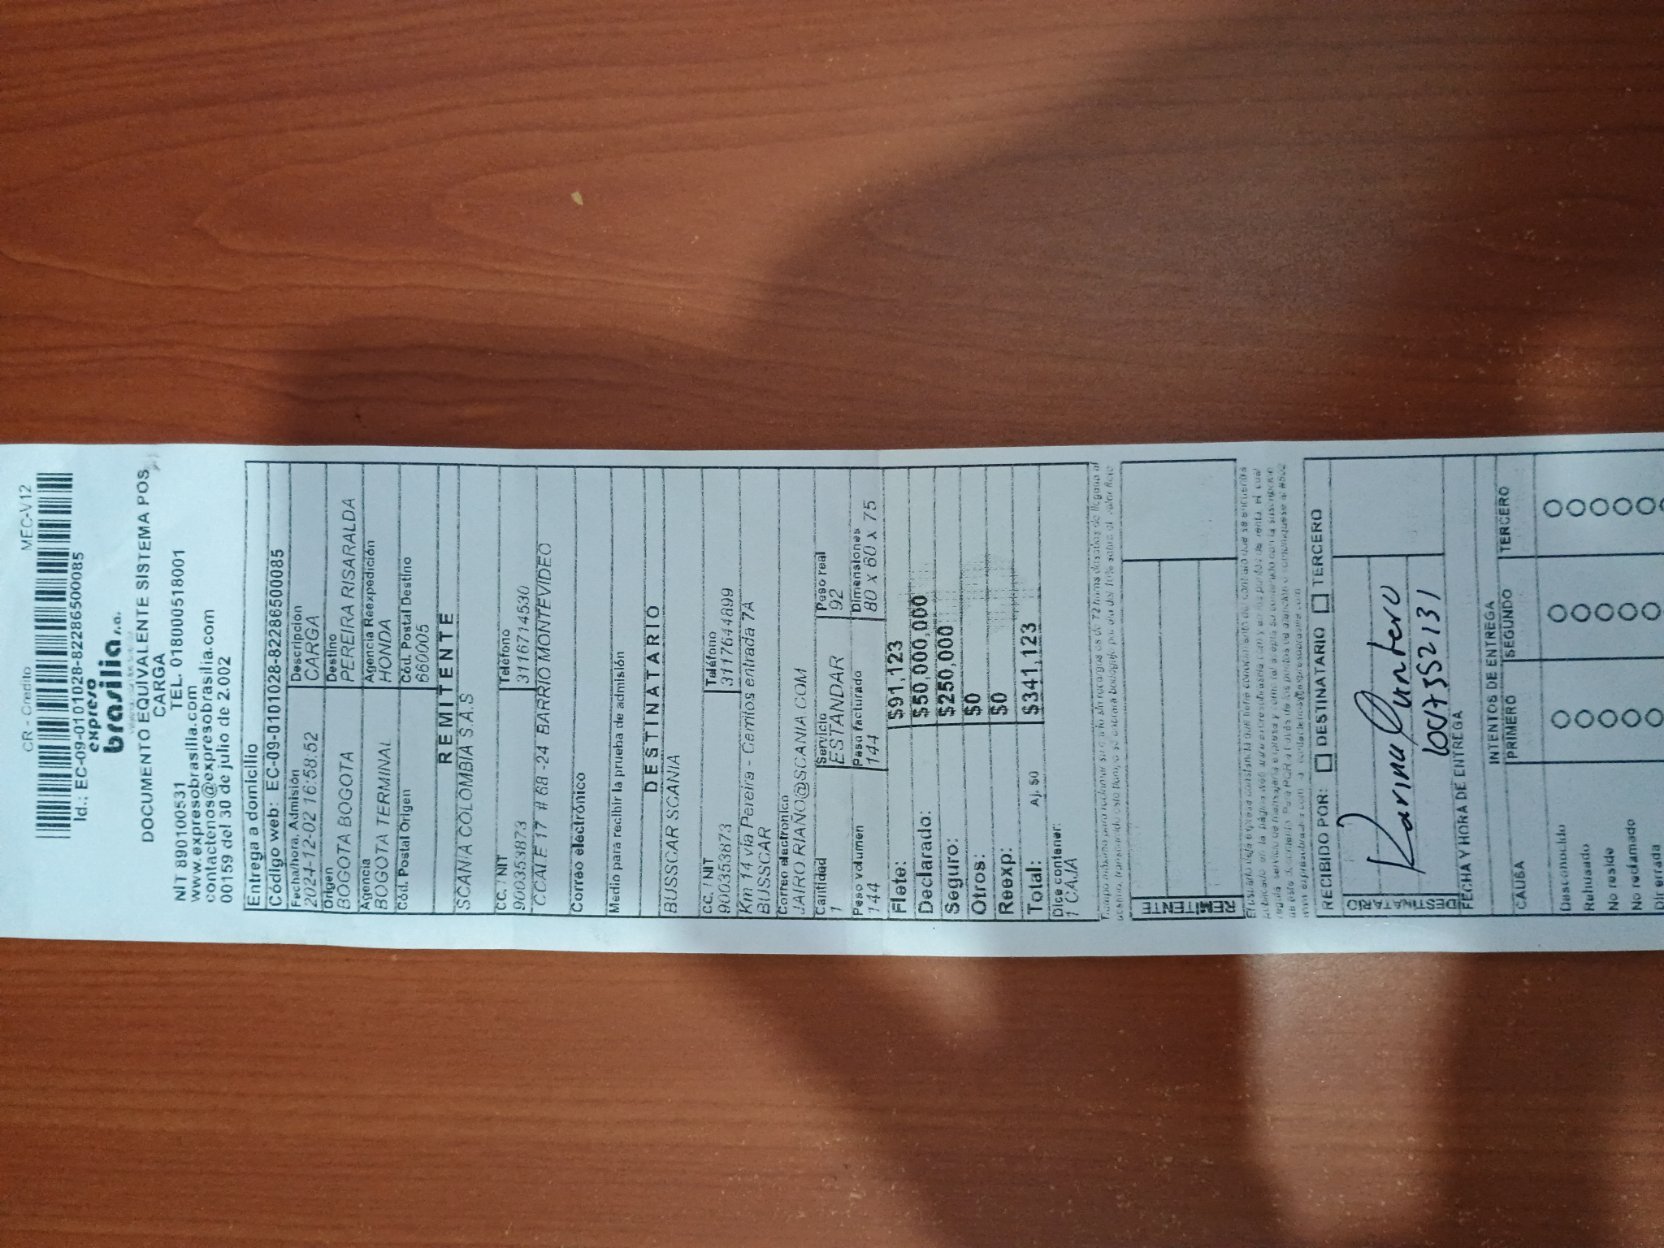 CR - Credito MEC-V12
Id.: EC-09-0101028-82286500085
expreso
brasilia s.a.
DOCUMENTO EQUIVALENTE SISTEMA POS
CARGA
NIT 890100531 TEL. 018000518001
www.expresobrasilia.com
contactenos@expresobrasilia.com
00159 del 30 de julio de 2.002
Entrega a domicilio
Código web: EC-09-0101028-82286500085
Fecha/hora: Admisión Descripción
2024-12-02 16:58:52 CARGA
Origen Destino
BOGOTA BOGOTA PEREIRA RISARALDA
Agencia Agencia Reexpedición
BOGOTA TERMINAL HONDA
Cód. Postal Origen Cód. Postal Destino
660005
REMITENTE
SCANIA COLOMBIA S.A.S
CC. / NIT Teléfono
900353873 3116714530
CCALE 17 # 68 -24 BARRIO MONTEVIDEO
Correo electrónico
Medio para recibir la prueba de admisión
DESTINATARIO
BUSSCAR SCANIA
CC. / NIT Teléfono
900353873 3117644899
Km 14 vía Pereira - Cerritos entrada 7A
BUSSCAR
Correo electronico
JAIRO RIAÑO@SCANIA COM
Cantidad Servicio Peso real
1 ESTANDAR 92
Peso volumen Peso facturado Dimensiones
144 144 80 x 60 x 75
Flete: $91,123
Declarado: $50,000,000
Seguro: $250,000
Otros: $0
Reexp: $0
Total: Aj. $0 $341,123
Dice contener:
1 CAJA
REMITENTE
RECIBIDO POR: DESTINATARIO TERCERO
DESTINATARIO
Karina Quintero
1007352131
FECHA Y HORA DE ENTREGA
INTENTOS DE ENTREGA
CAUSA PRIMERO SEGUNDO TERCERO
Desconocido
Rehusado
No reside
No reclamado
Dir errada